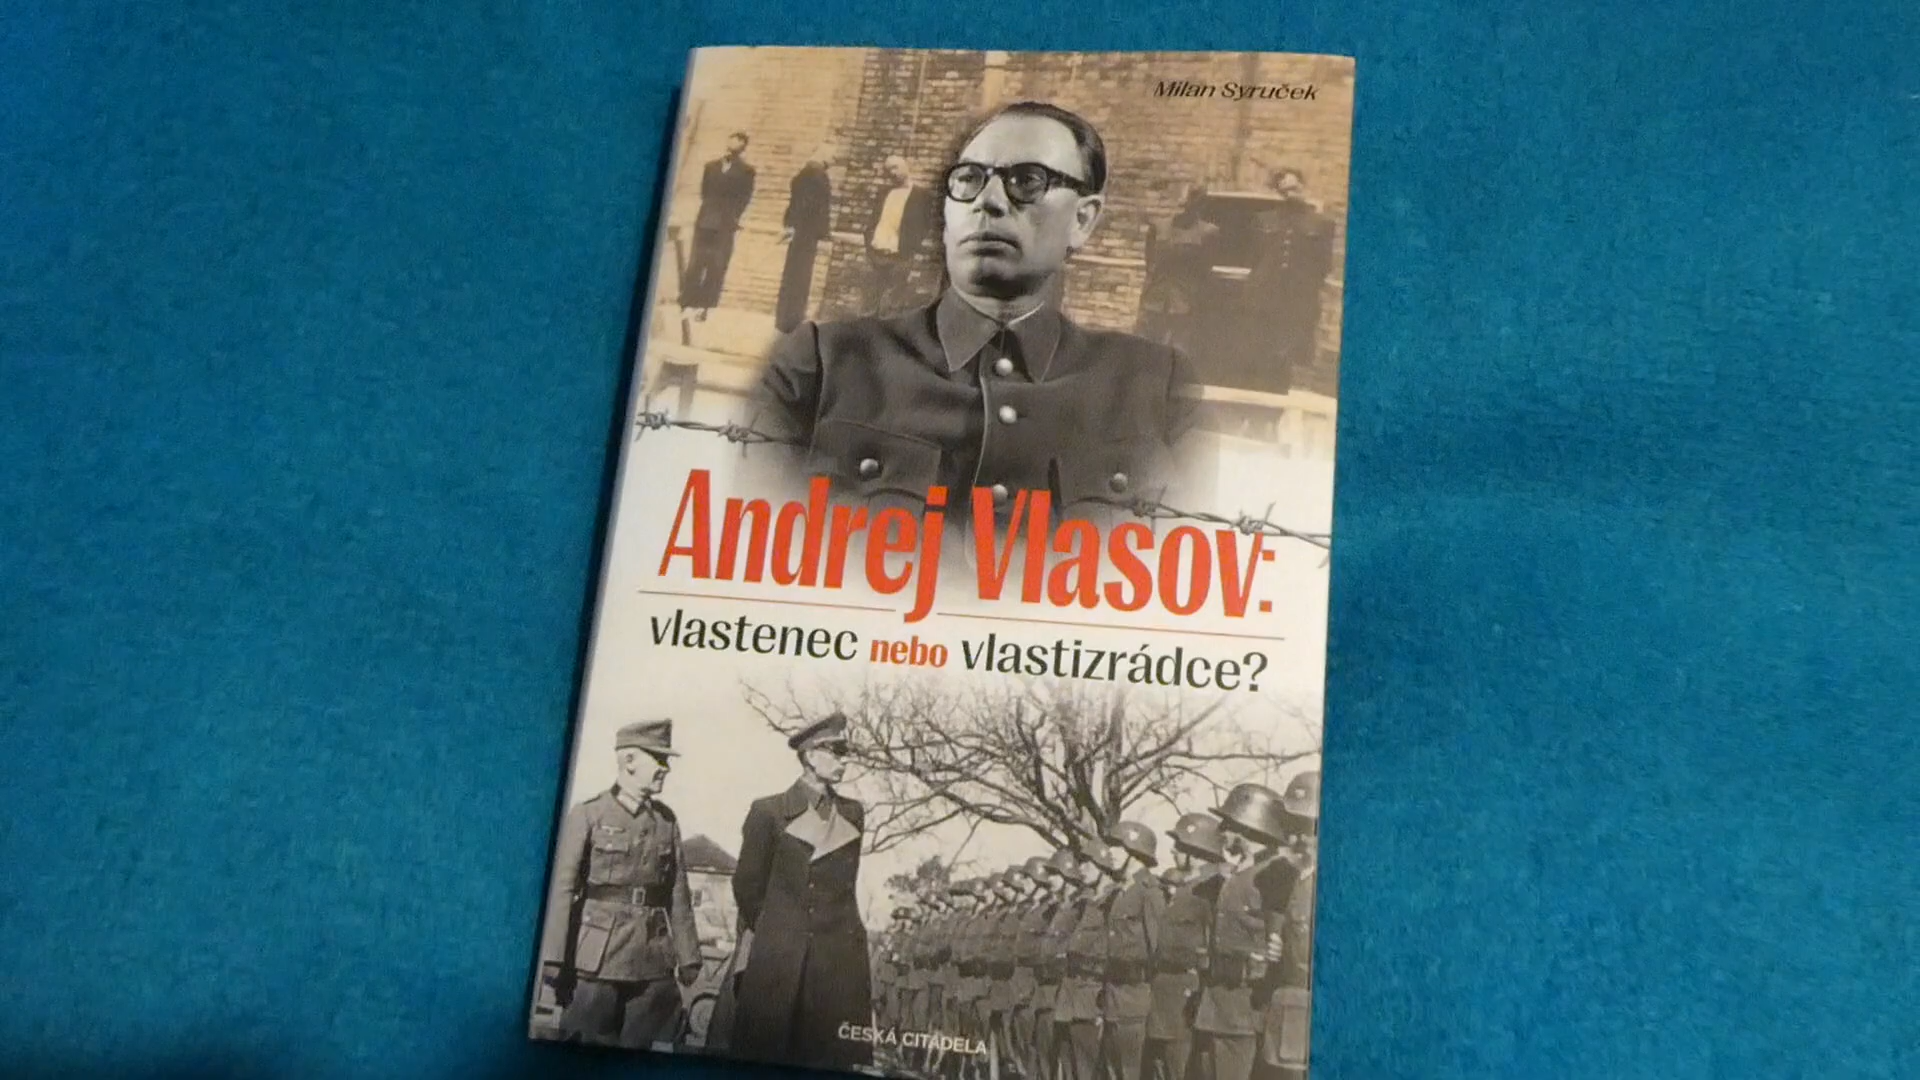 Milan Syruček
Andrej Vlasov:
vlastenec nebo vlastizrádce?
ČESKÁ CITADELA